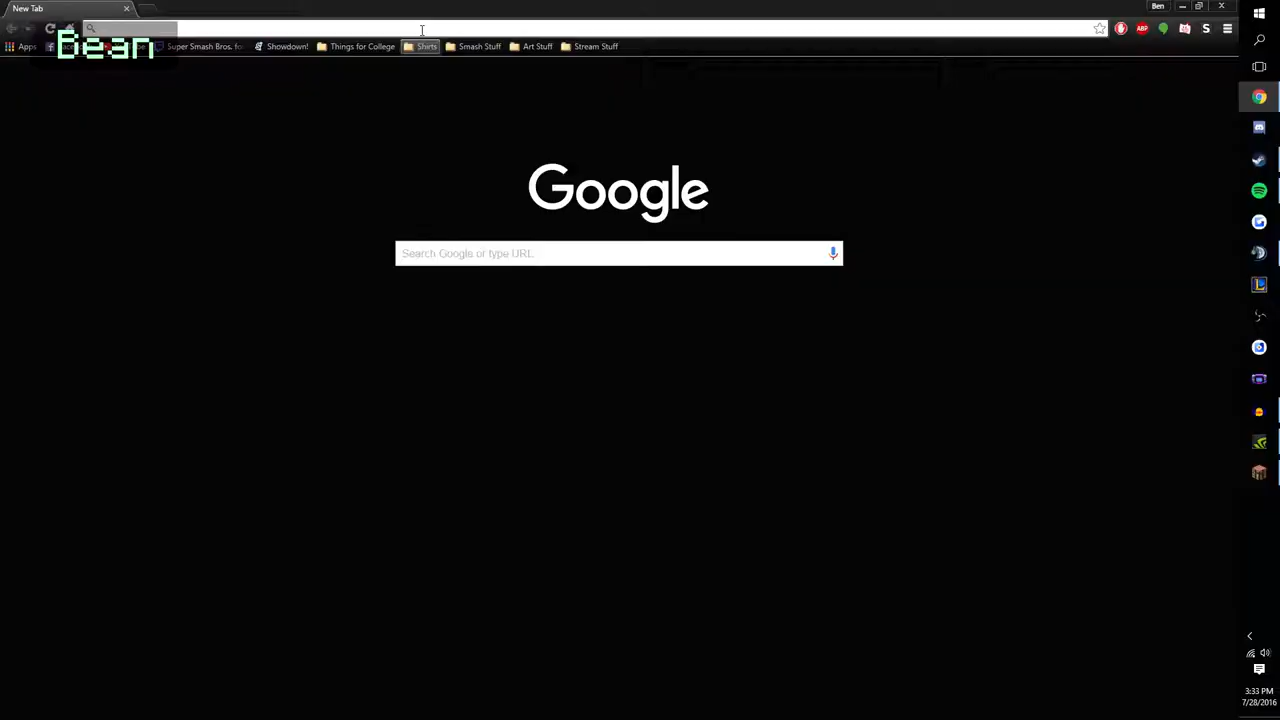 New Tab
Ben
Bean
Apps
Super Smash Bros. fo
Showdown!
Things for College
Shirts
Smash Stuff
Art Stuff
Stream Stuff
ABP
S
Google
Search Google or type URL
3:33 PM
7/28/2016